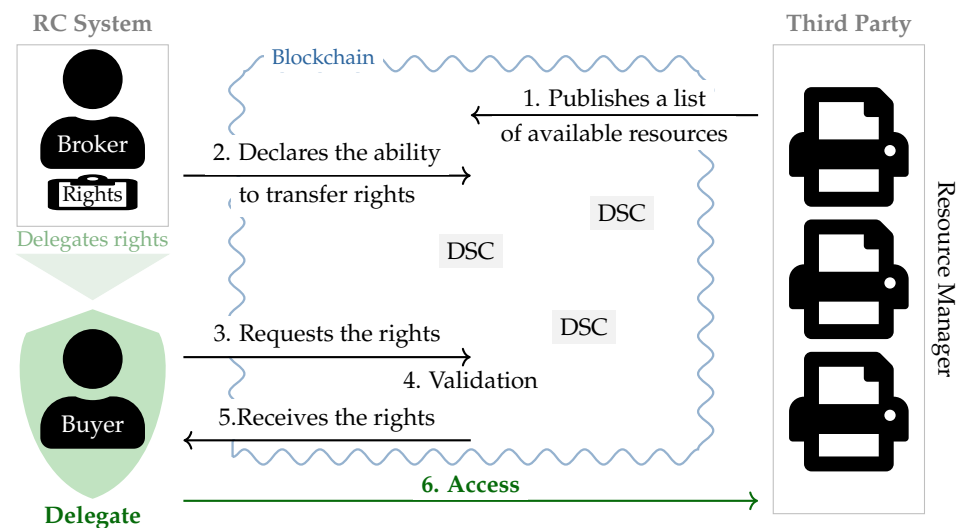 RC System
Third Party
Blockchain
1. Publishes a list
of available resources
Broker
2. Declares the ability
to transfer rights
Rights
DSC
DSC
DSC
Delegates rights
Resource Manager
3. Requests the rights
4. Validation
5.Receives the rights
Buyer
6. Access
Delegate